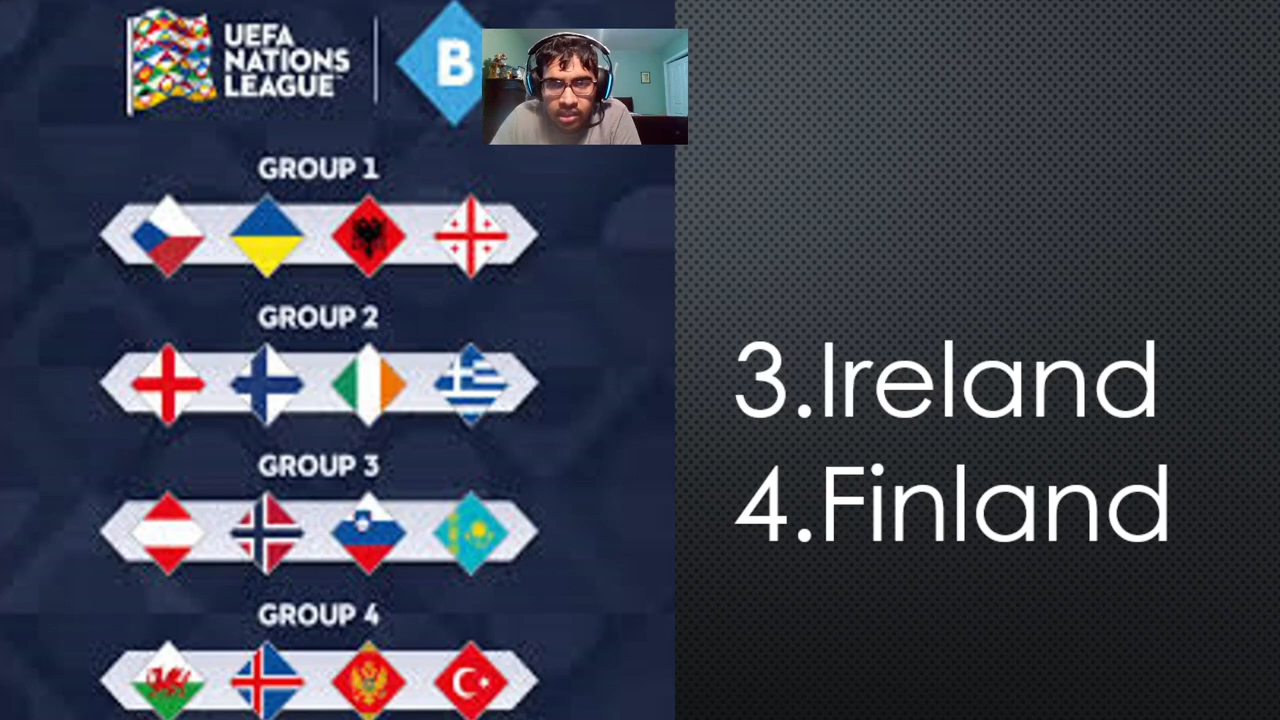 UEFA
NATIONS
LEAGUE
B
GROUP 1
GROUP 2
GROUP 3
GROUP 4
3.Ireland
4.Finland